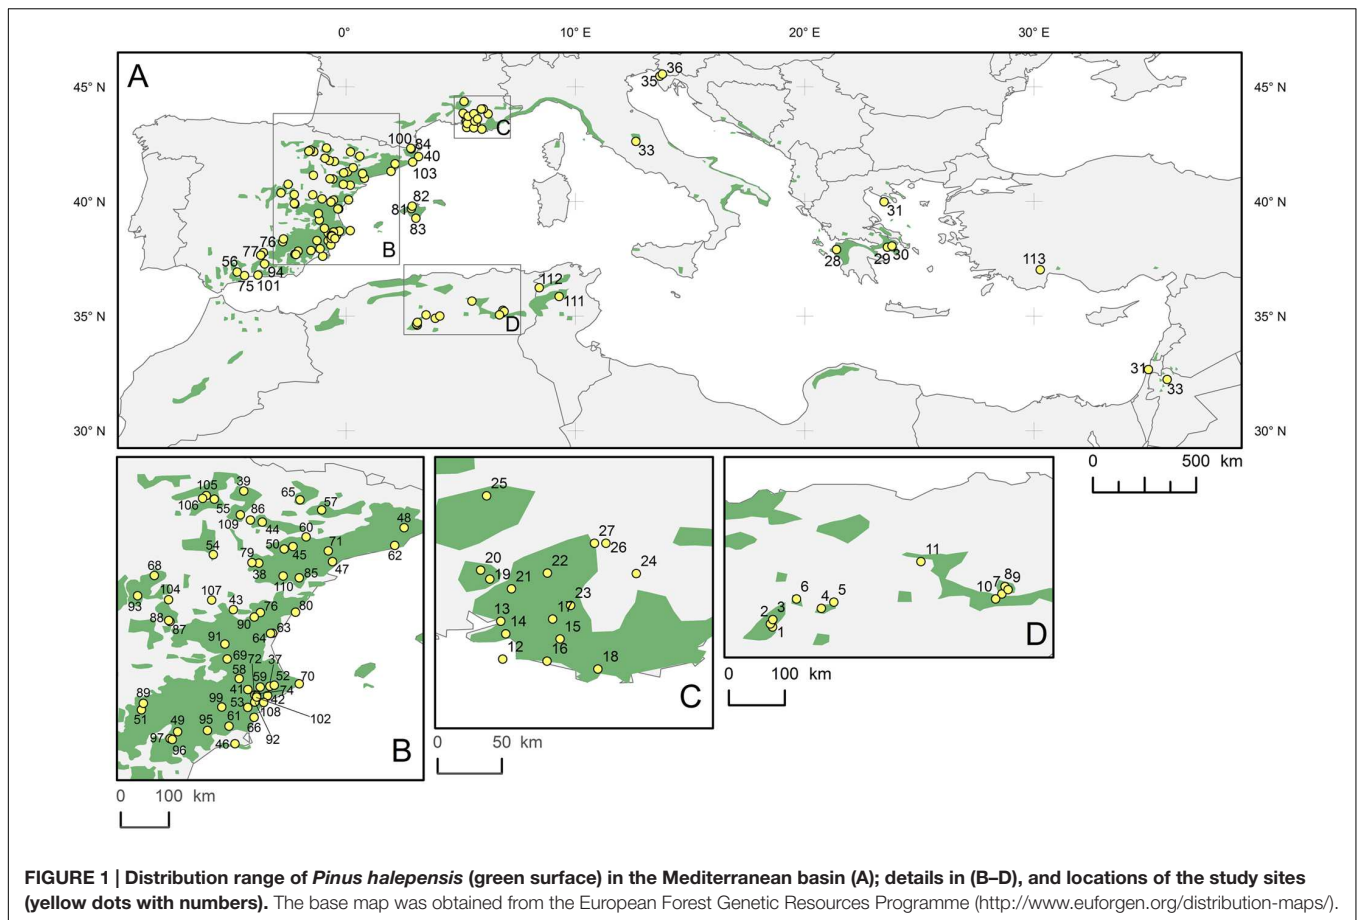 0° 10° E 20° E 30° E
A
45° N 45° N
40° N 40° N
35° N 35° N
30° N 30° N
36
35
C
100 84
40
103
33
82
81
83
31
B
76
77
56
94
75 101
28 29 30
113
112
111
D
31
33
0 500 km
105 39 65 57
106 55 86 48
109 44 60
54 50 45 71 62
79
68 38 110 85 47
104 107 43 76 80
93
88 90
87 64 63
91
69 72 37
58 59 52 70
89 41 74
51 99 53 42
49 95 61 108 102
97 66
96 46 92
B
0 100 km
25
27
26
20 22 24
19 21
23
13 17
14 15
12 16
18
C
0 50 km
11
8
10 7 9
6 5
4
2 3
1
D
0 100 km
FIGURE 1 | Distribution range of Pinus halepensis (green surface) in the Mediterranean basin (A); details in (B–D), and locations of the study sites
(yellow dots with numbers). The base map was obtained from the European Forest Genetic Resources Programme (http://www.euforgen.org/distribution-maps/).